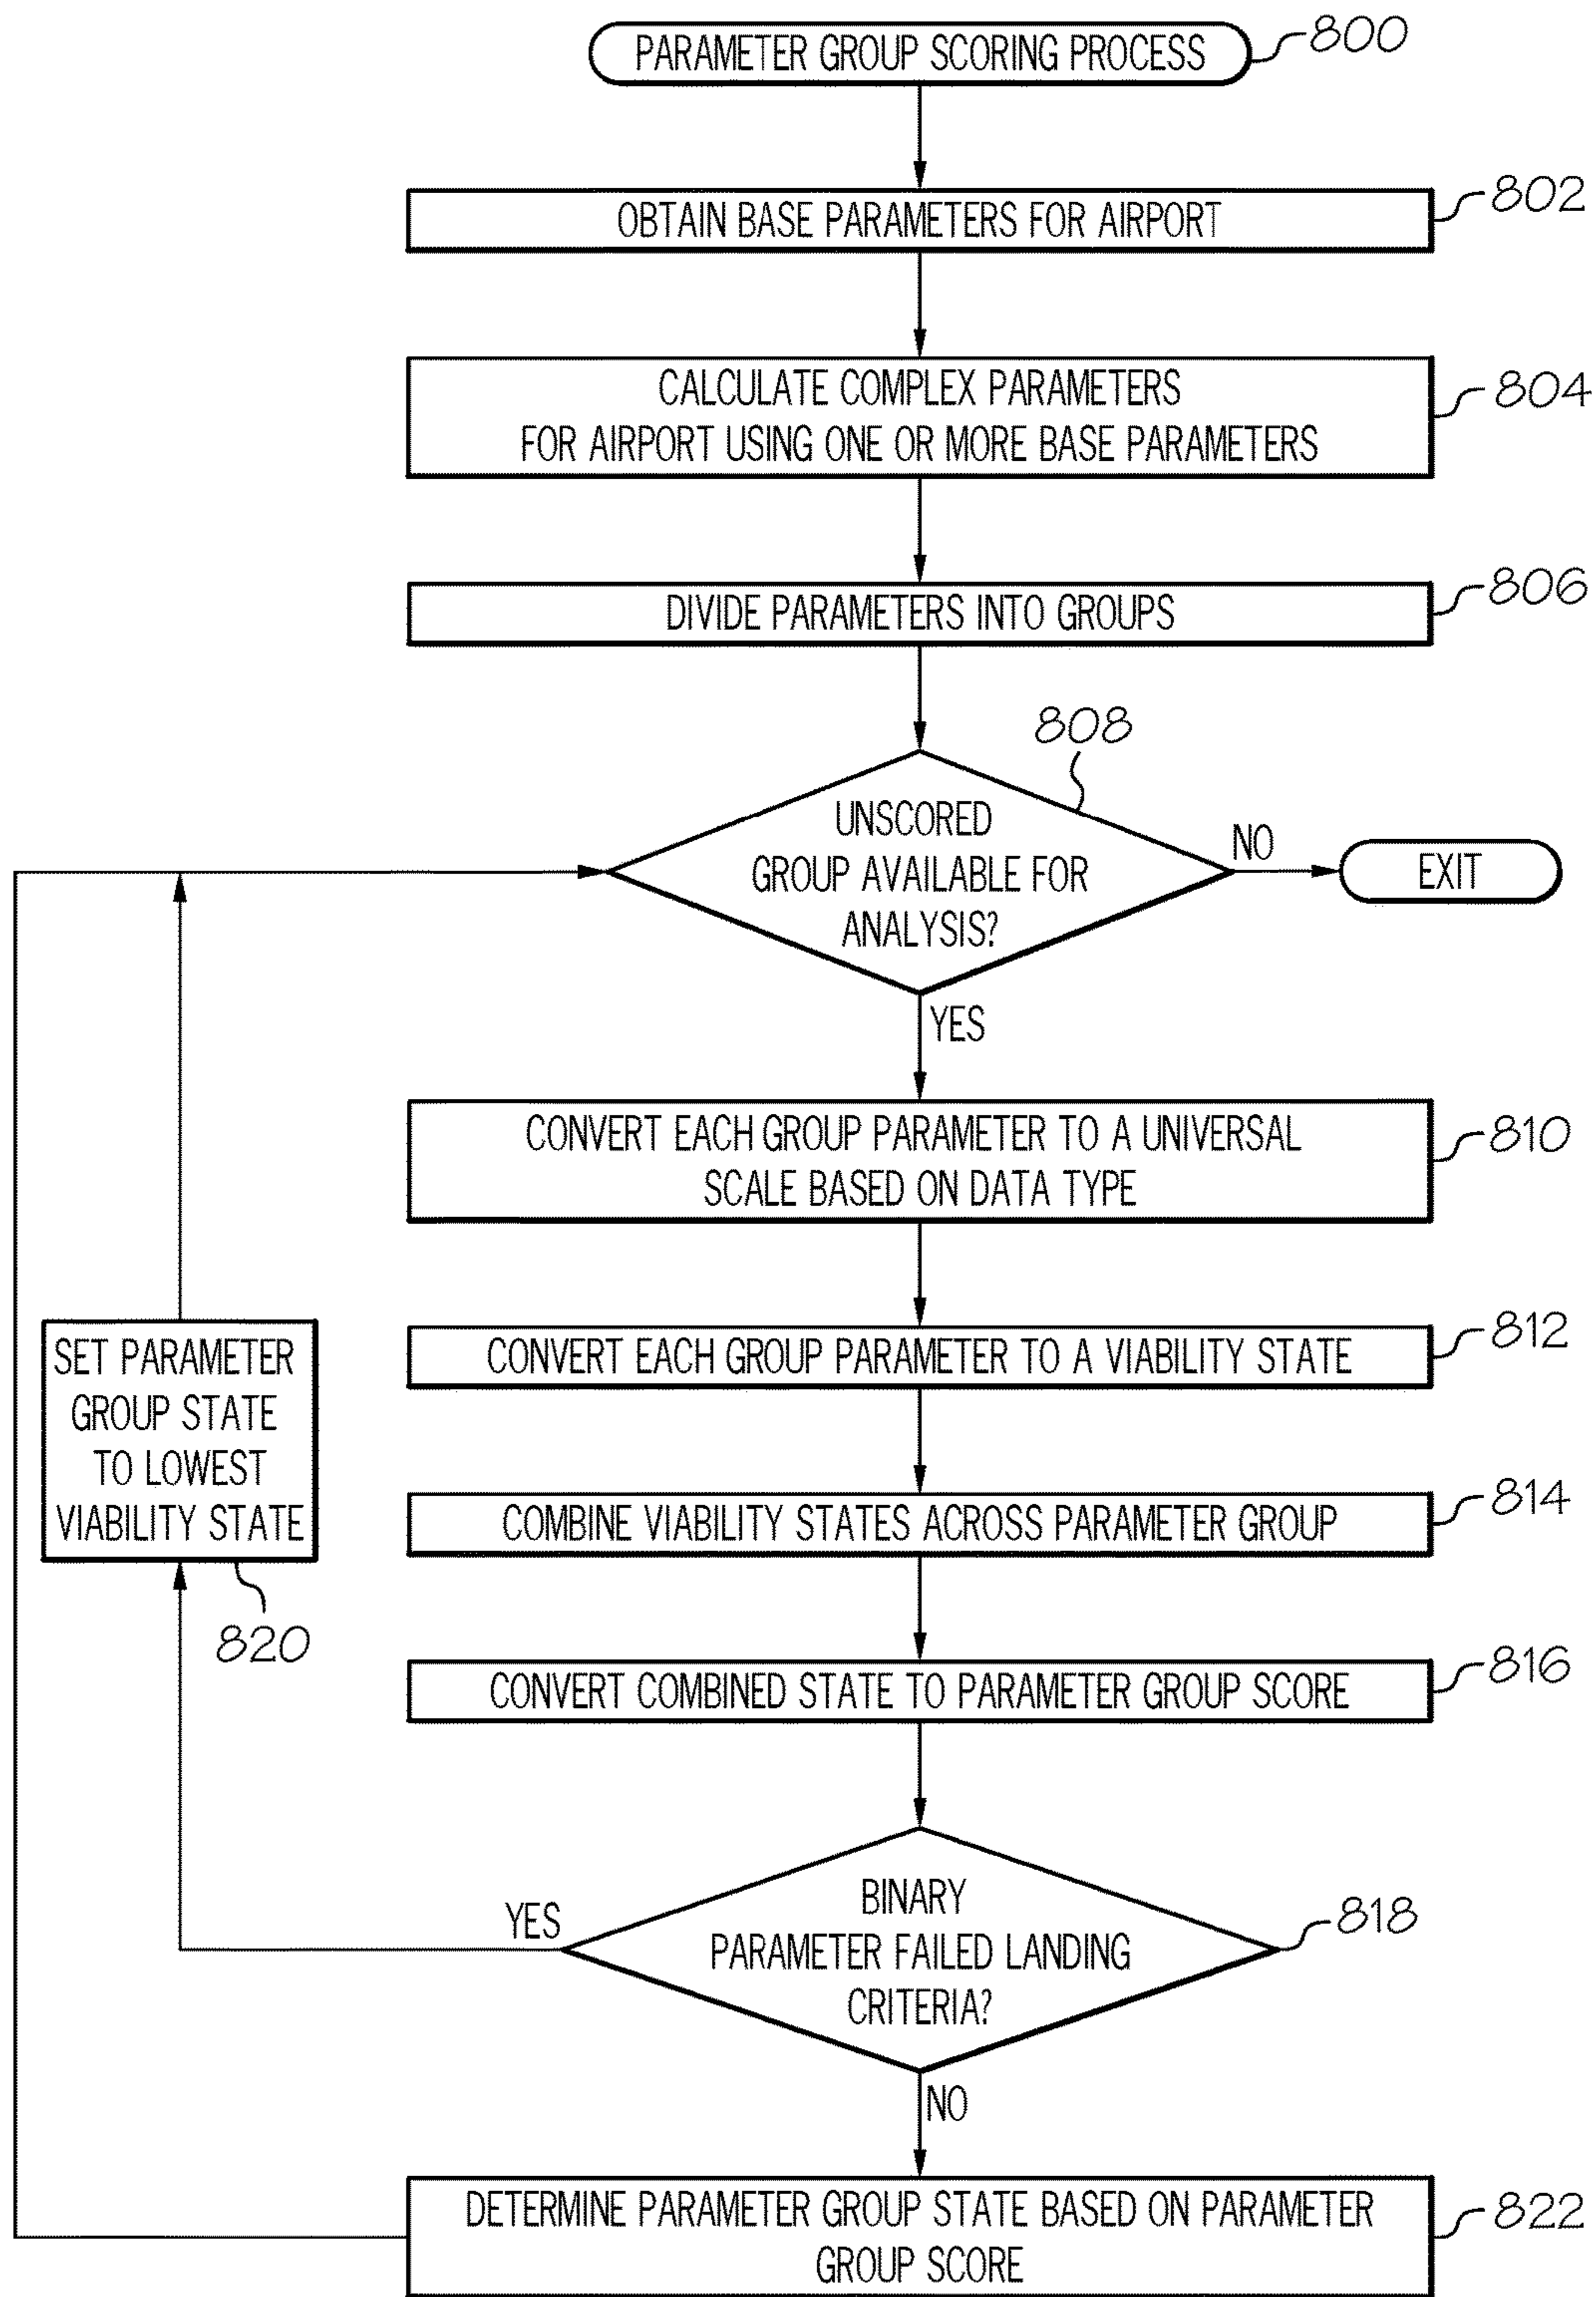 PARAMETER GROUP SCORING PROCESS
800
OBTAIN BASE PARAMETERS FOR AIRPORT
802
CALCULATE COMPLEX PARAMETERS
FOR AIRPORT USING ONE OR MORE BASE PARAMETERS
804
DIVIDE PARAMETERS INTO GROUPS
806
808
UNSCORED
GROUP AVAILABLE FOR
ANALYSIS?
NO
EXIT
YES
CONVERT EACH GROUP PARAMETER TO A UNIVERSAL
SCALE BASED ON DATA TYPE
810
CONVERT EACH GROUP PARAMETER TO A VIABILITY STATE
812
COMBINE VIABILITY STATES ACROSS PARAMETER GROUP
814
CONVERT COMBINED STATE TO PARAMETER GROUP SCORE
816
BINARY
PARAMETER FAILED LANDING
CRITERIA?
818
YES
SET PARAMETER
GROUP STATE
TO LOWEST
VIABILITY STATE
820
NO
DETERMINE PARAMETER GROUP STATE BASED ON PARAMETER
GROUP SCORE
822